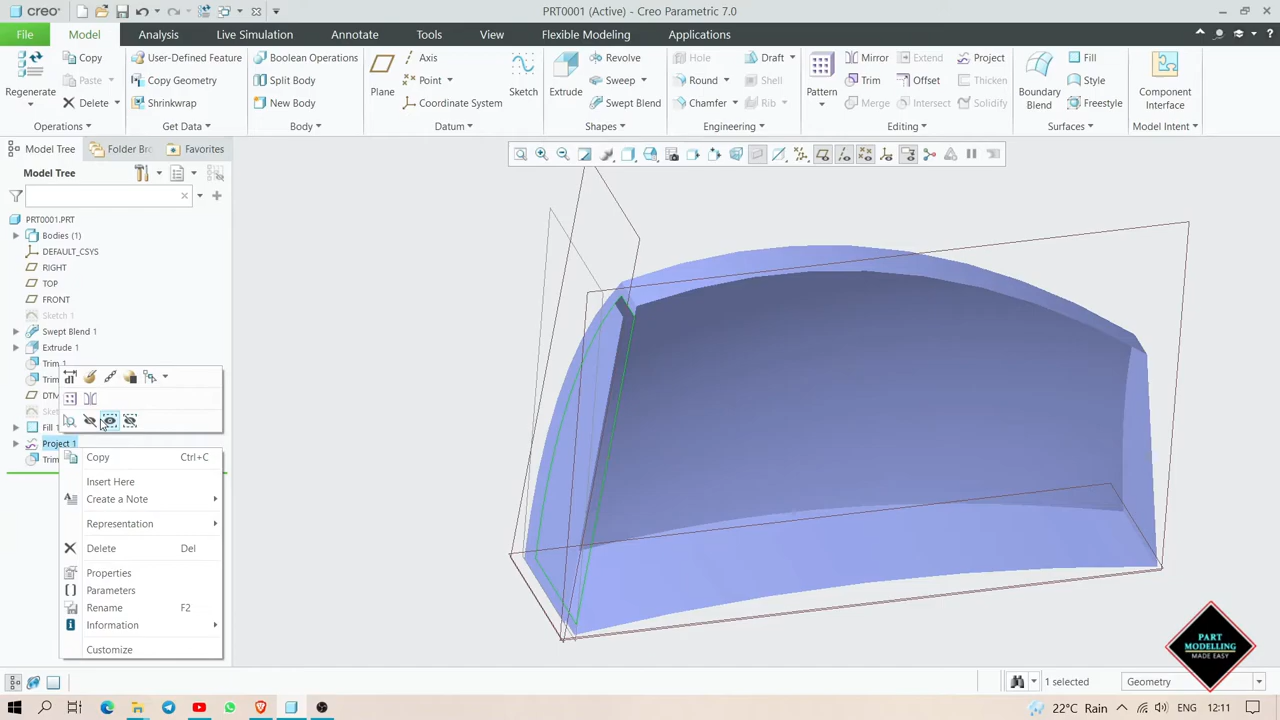 creo
PRT0001 (Active) - Creo Parametric 7.0
File Model Analysis Live Simulation Annotate Tools View Flexible Modeling Applications
Regenerate
Copy
Paste
Delete
Operations
User-Defined Feature
Copy Geometry
Shrinkwrap
Get Data
Boolean Operations
Split Body
New Body
Body
Plane
Axis
Point
Coordinate System
Sketch
Datum
Extrude
Revolve
Sweep
Swept Blend
Shapes
Hole
Round
Chamfer
Draft
Shell
Rib
Engineering
Pattern
Mirror
Trim
Merge
Extend
Offset
Intersect
Project
Thicken
Solidify
Editing
Boundary
Blend
Fill
Style
Freestyle
Surfaces
Component
Interface
Model Intent
Model Tree
Folder Br
Favorites
Model Tree
PRT0001.PRT
Bodies (1)
DEFAULT_CSYS
RIGHT
TOP
FRONT
Sketch 1
Swept Blend 1
Extrude 1
Trim 1
Trim
DTM
Sk
Fill
Project 1
Trim
Copy Ctrl+C
Insert Here
Create a Note
Representation
Delete Del
Properties
Parameters
Rename F2
Information
Customize
PART
MODELLING
MADE EASY
1 selected
Geometry
22°C Rain
ENG
12:11